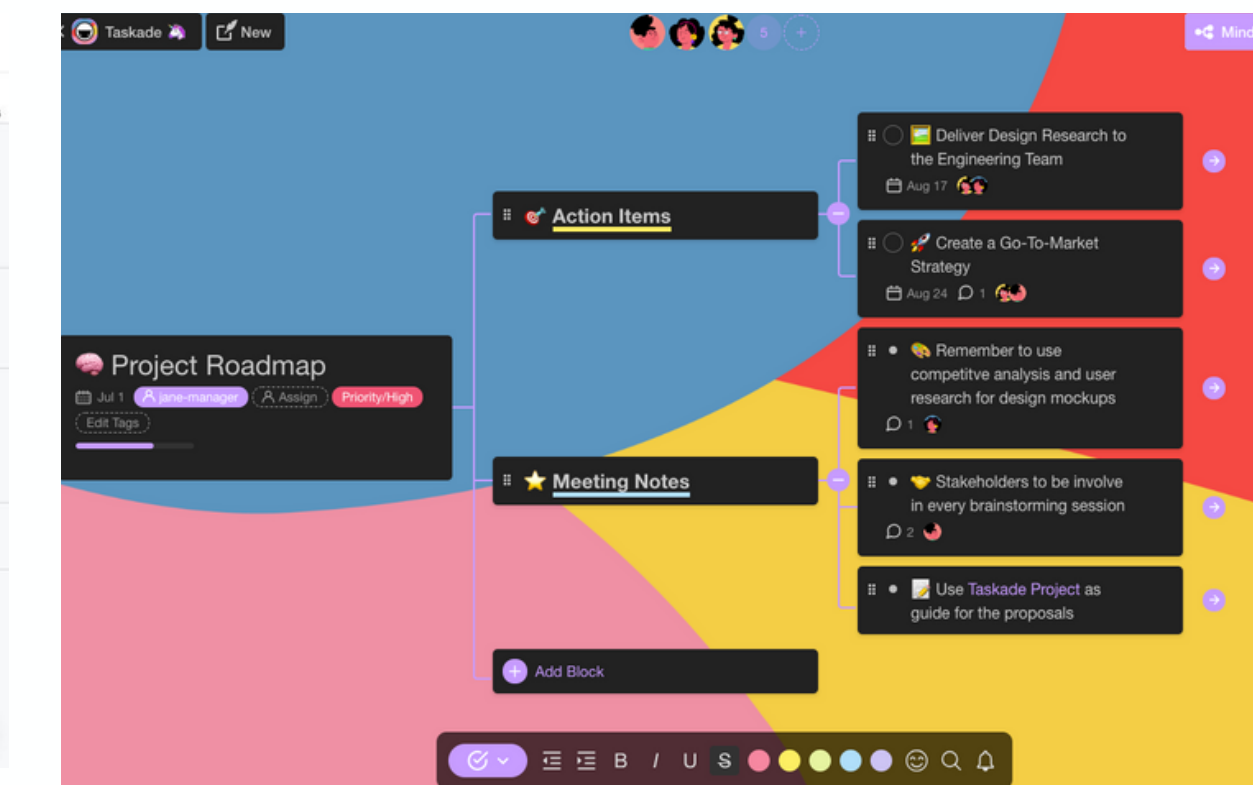 Taskade
New
5
Mind
Deliver Design Research to
the Engineering Team
Aug 17
Action Items
Create a Go-To-Market
Strategy
Aug 24 1
Project Roadmap
Jul 1 jane-manager Assign Priority/High
Edit Tags
Remember to use
competitve analysis and user
research for design mockups
1
Meeting Notes
Stakeholders to be involve
in every brainstorming session
2
Use Taskade Project as
guide for the proposals
Add Block
B I U S